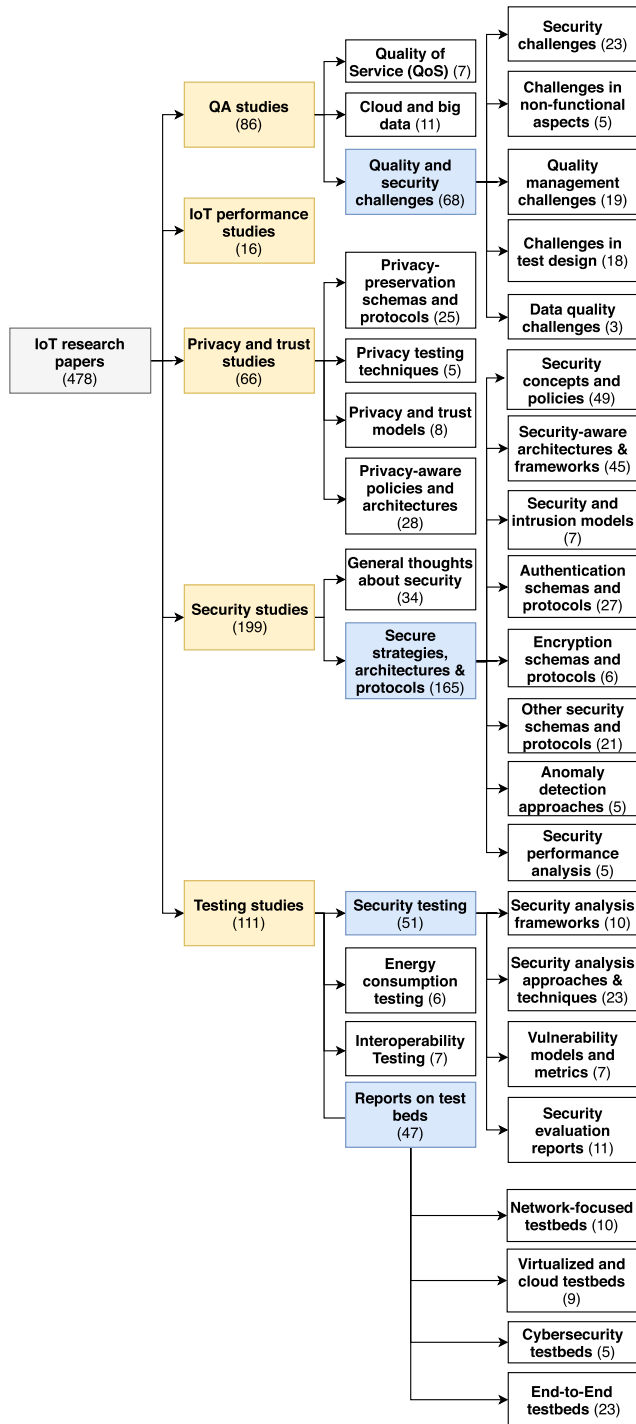 IoT research
papers
(478)
QA studies
(86)
IoT performance
studies
(16)
Privacy and trust
studies
(66)
Security studies
(199)
Testing studies
(111)
Quality of
Service (QoS) (7)
Cloud and big
data (11)
Quality and
security
challenges (68)
Privacy-
preservation
schemas and
protocols (25)
Privacy testing
techniques (5)
Privacy and trust
models (8)
Privacy-aware
policies and
architectures
(28)
General thoughts
about security
(34)
Secure
strategies,
architectures &
protocols (165)
Security testing
(51)
Energy
consumption
testing (6)
Interoperability
Testing (7)
Reports on test
beds
(47)
Security
challenges (23)
Challenges in
non-functional
aspects (5)
Quality
management
challenges (19)
Challenges in
test design (18)
Data quality
challenges (3)
Security
concepts and
policies (49)
Security-aware
architectures &
frameworks (45)
Security and
intrusion models
(7)
Authentication
schemas and
protocols (27)
Encryption
schemas and
protocols (6)
Other security
schemas and
protocols (21)
Anomaly
detection
approaches (5)
Security
performance
analysis (5)
Security analysis
frameworks (10)
Security analysis
approaches &
techniques (23)
Vulnerability
models and
metrics (7)
Security
evaluation
reports (11)
Network-focused
testbeds (10)
Virtualized and
cloud testbeds
(9)
Cybersecurity
testbeds (5)
End-to-End
testbeds (23)